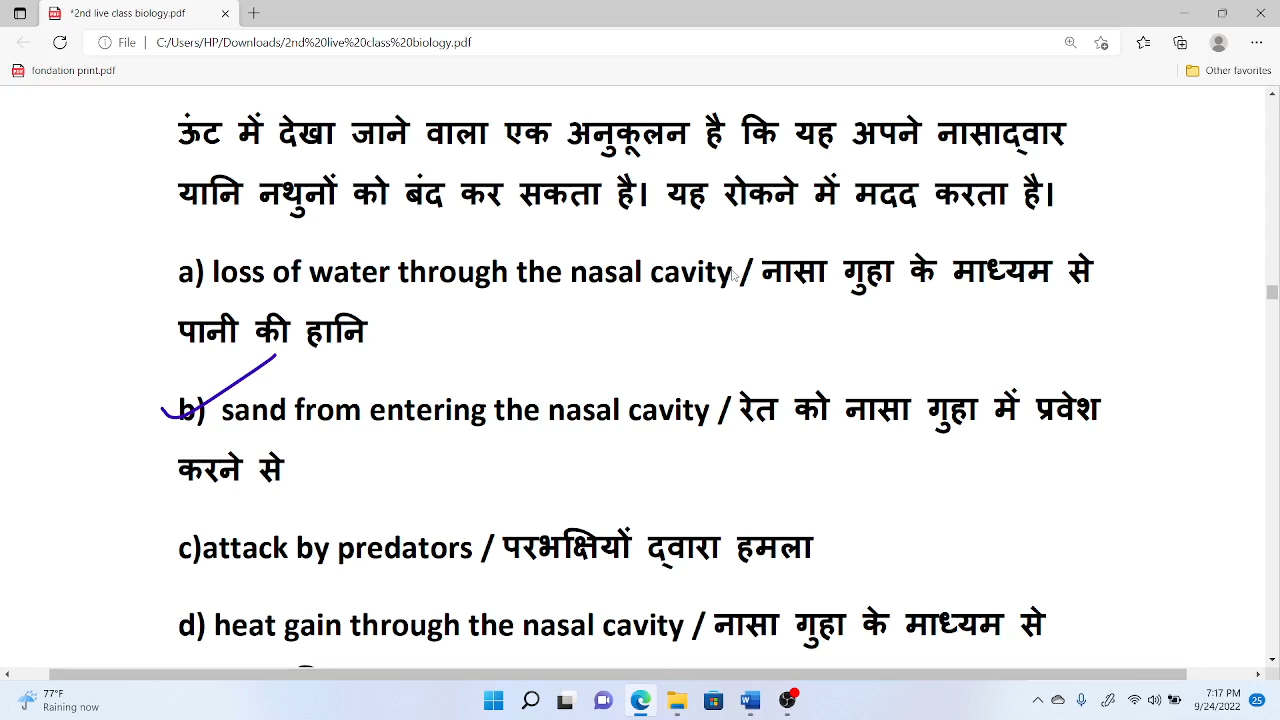 *2nd live class biology.pdf
File C:/Users/HP/Downloads/2nd%20live%20class%20biology.pdf
fondation print.pdf
Other favorites
ऊंट में देखा जाने वाला एक अनुकूलन है कि यह अपने नासाद्वार
यानि नथुनों को बंद कर सकता है। यह रोकने में मदद करता है।
a) loss of water through the nasal cavity / नासा गुहा के माध्यम से
पानी की हानि
b) sand from entering the nasal cavity / रेत को नासा गुहा में प्रवेश
करने से
c)attack by predators / परभक्षियों द्वारा हमला
d) heat gain through the nasal cavity / नासा गुहा के माध्यम से
77°F
Raining now
7:17 PM
9/24/2022
25